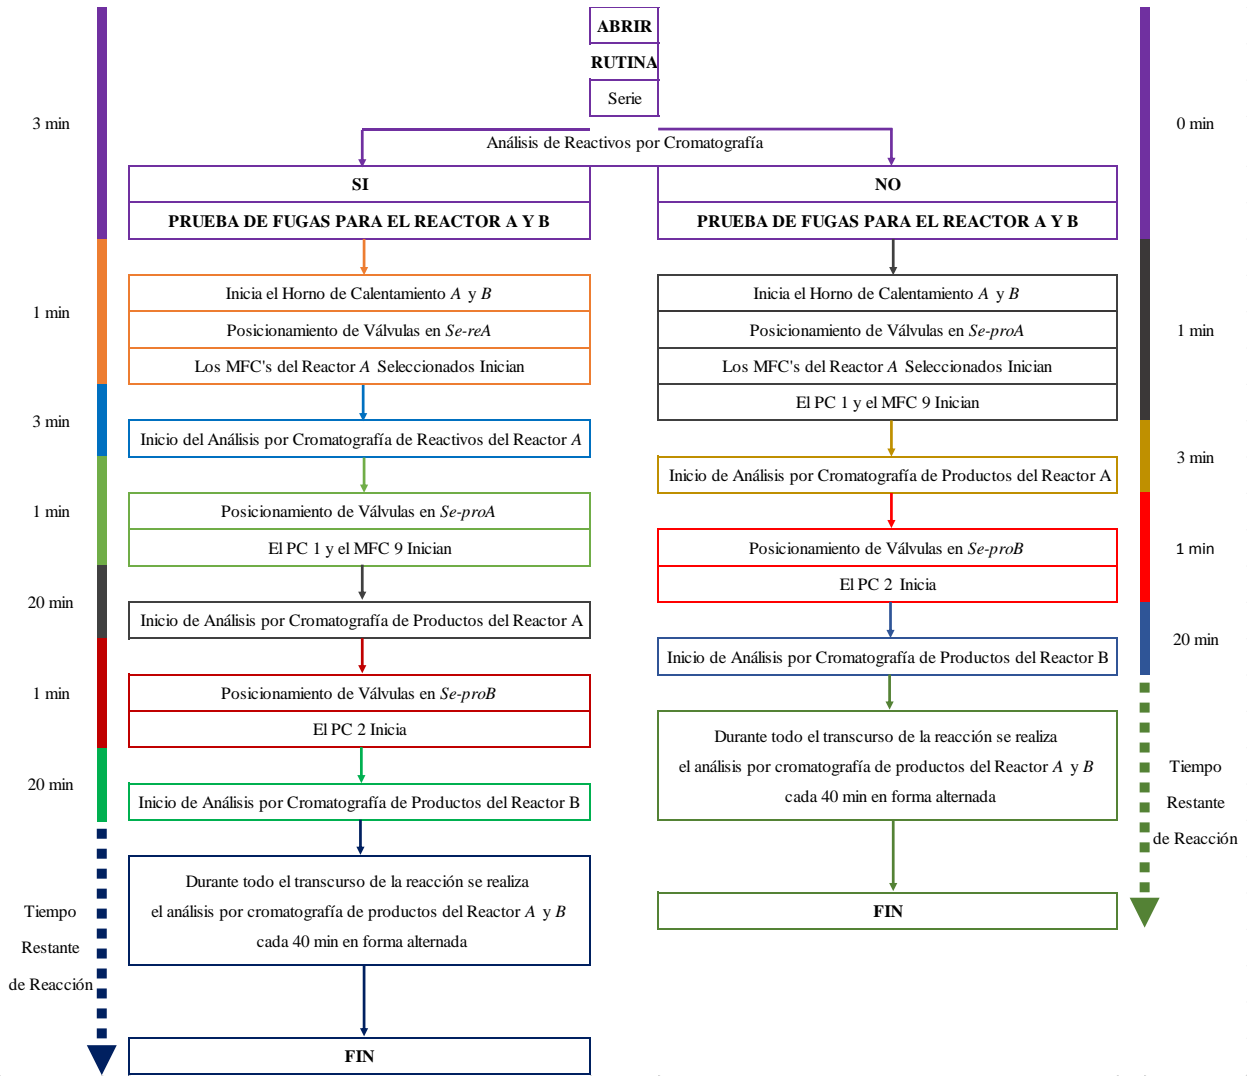 ABRIR
RUTINA
Serie
Análisis de Reactivos por Cromatografía
3 min
SI
PRUEBA DE FUGAS PARA EL REACTOR A Y B
1 min
Inicia el Horno de Calentamiento A y B
Posicionamiento de Válvulas en Se-reA
Los MFC's del Reactor A Seleccionados Inician
3 min
Inicio del Análisis por Cromatografía de Reactivos del Reactor A
1 min
Posicionamiento de Válvulas en Se-proA
El PC 1 y el MFC 9 Inician
20 min
Inicio de Análisis por Cromatografía de Productos del Reactor A
1 min
Posicionamiento de Válvulas en Se-proB
El PC 2 Inicia
20 min
Inicio de Análisis por Cromatografía de Productos del Reactor B
Durante todo el transcurso de la reacción se realiza
el análisis por cromatografía de productos del Reactor A y B
cada 40 min en forma alternada
Tiempo
Restante
de Reacción
FIN
0 min
NO
PRUEBA DE FUGAS PARA EL REACTOR A Y B
1 min
Inicia el Horno de Calentamiento A y B
Posicionamiento de Válvulas en Se-proA
Los MFC's del Reactor A Seleccionados Inician
El PC 1 y el MFC 9 Inician
3 min
Inicio de Análisis por Cromatografía de Productos del Reactor A
1 min
Posicionamiento de Válvulas en Se-proB
El PC 2 Inicia
20 min
Inicio de Análisis por Cromatografía de Productos del Reactor B
Durante todo el transcurso de la reacción se realiza
el análisis por cromatografía de productos del Reactor A y B
cada 40 min en forma alternada
Tiempo
Restante
de Reacción
FIN